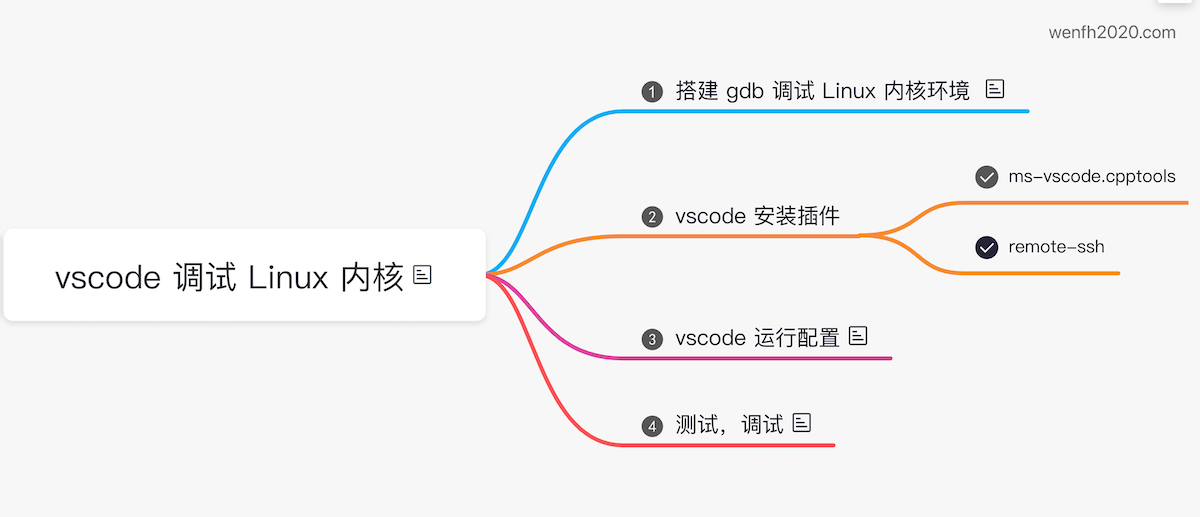 wenfh2020.com
vscode 调试 Linux 内核
1 搭建 gdb 调试 Linux 内核环境
2 vscode 安装插件
ms-vscode.cpptools
remote-ssh
3 vscode 运行配置
4 测试，调试